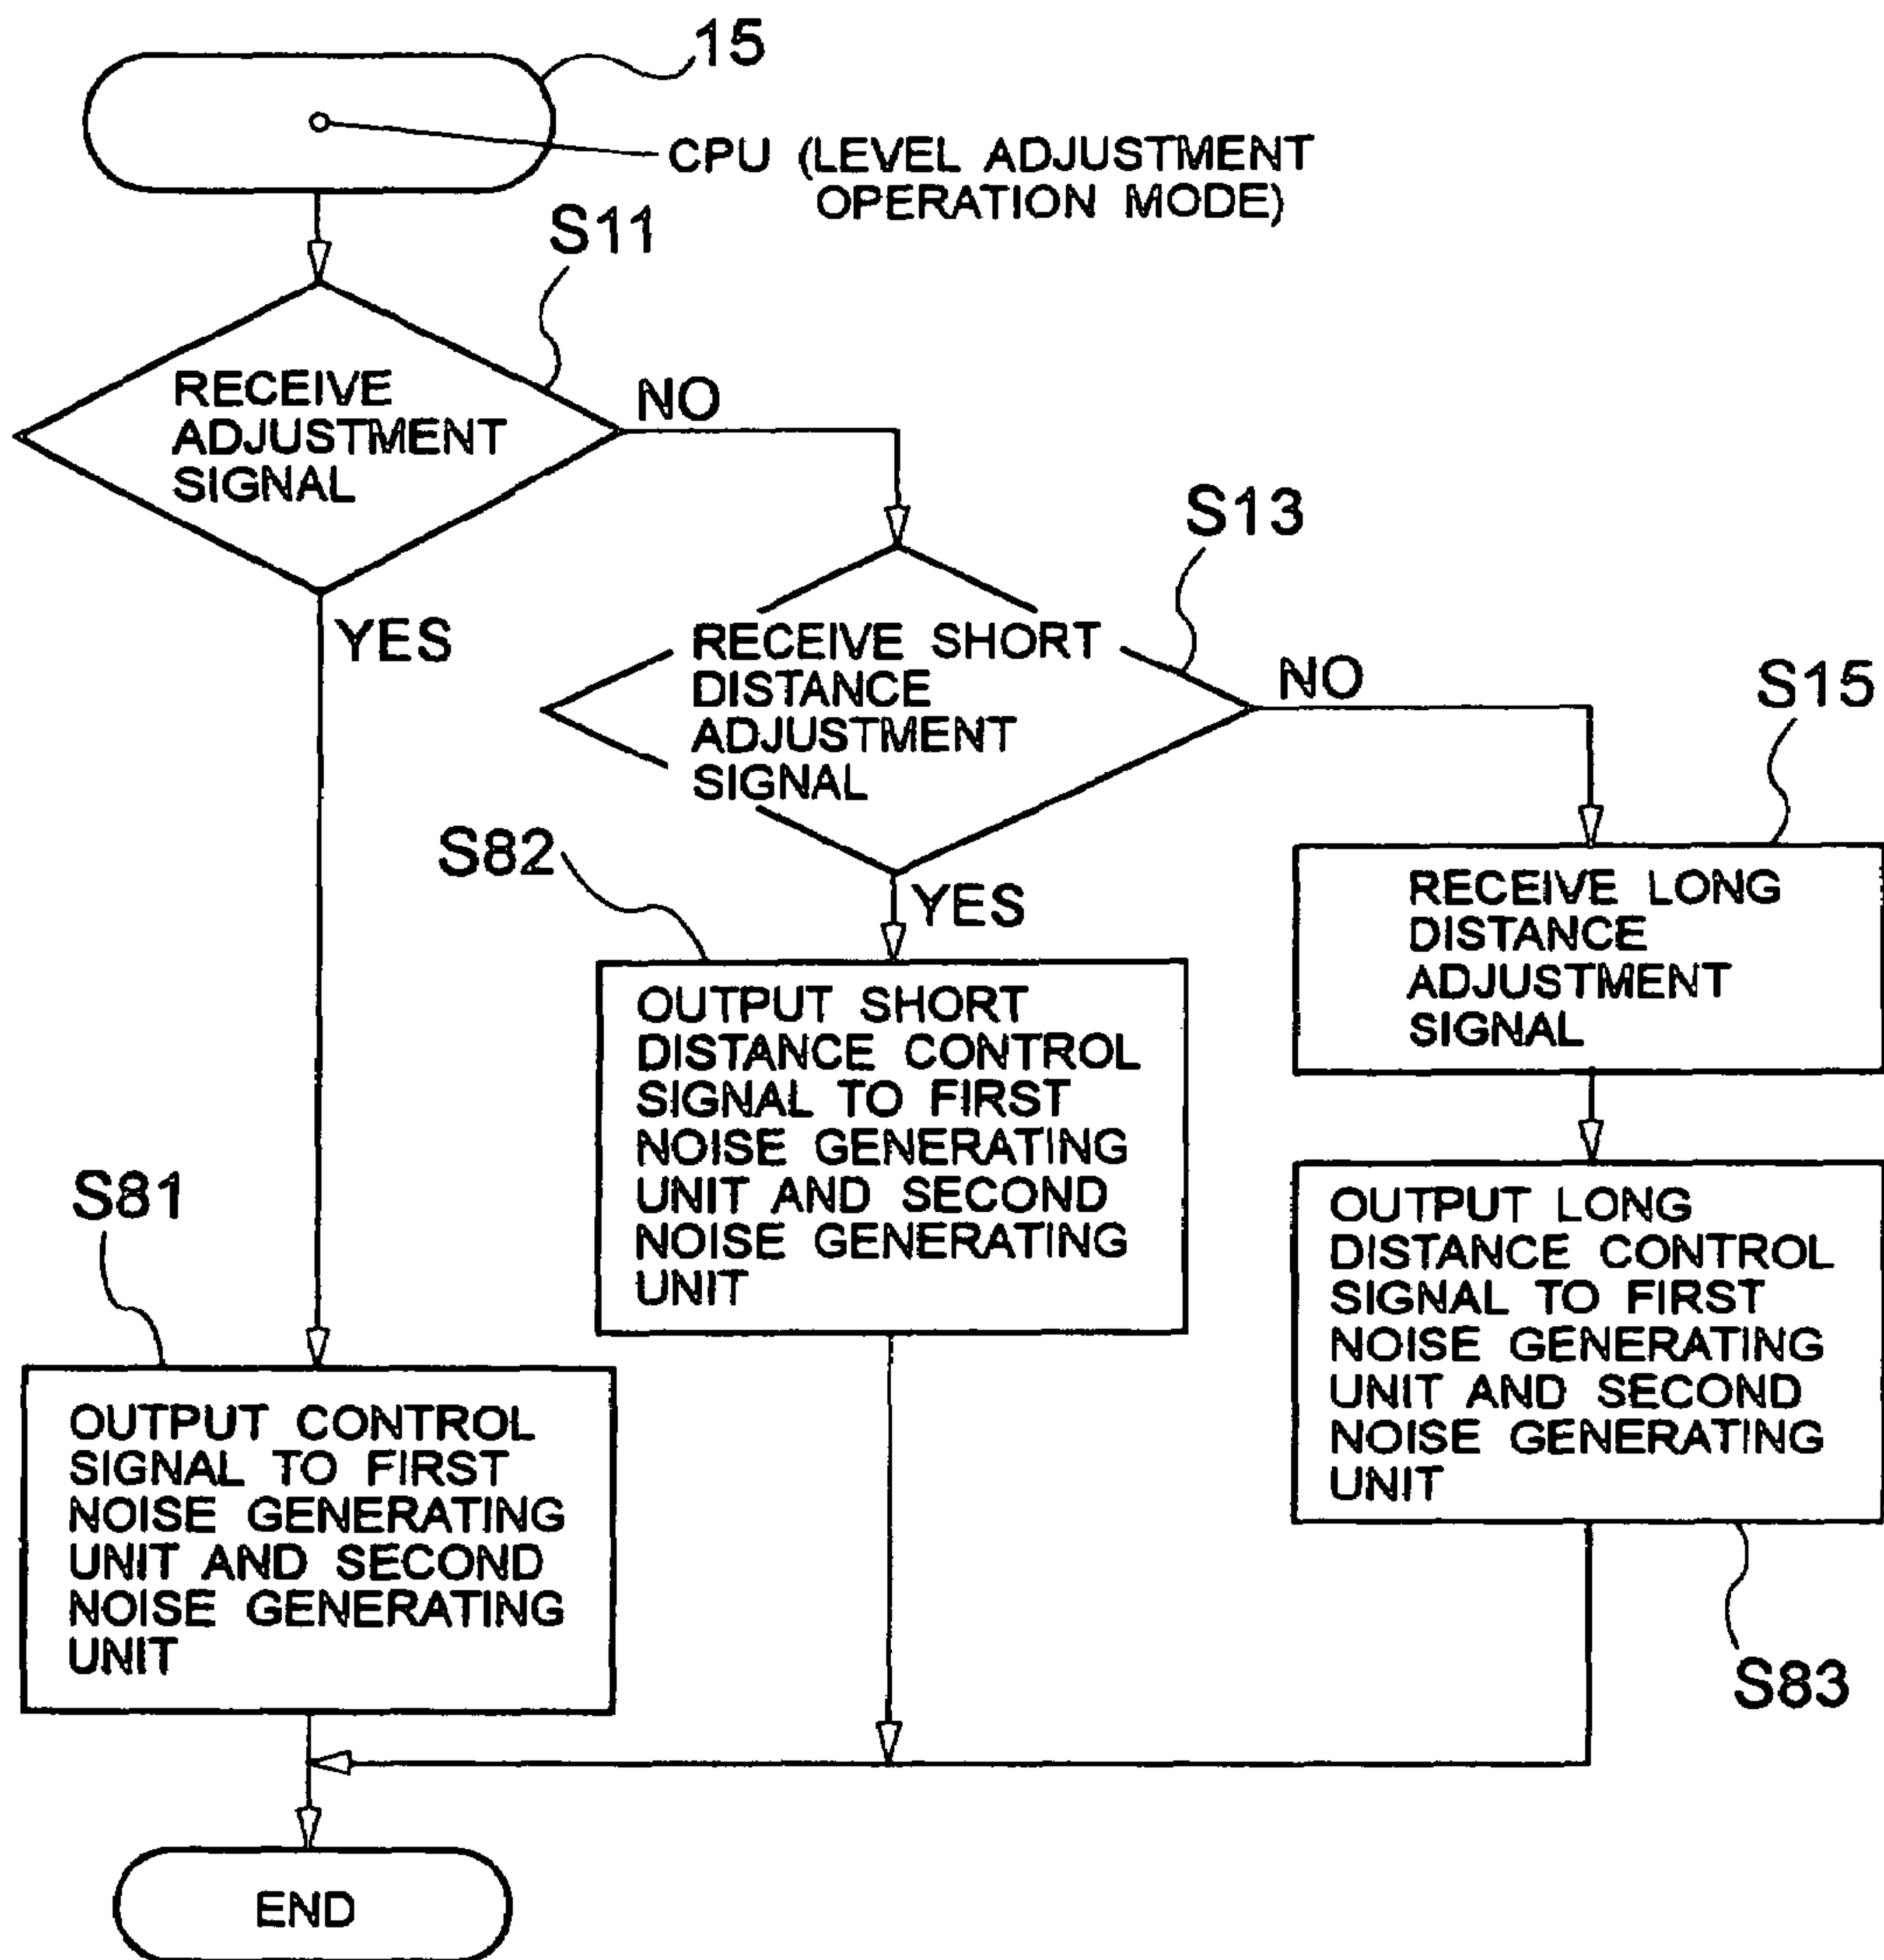 15
CPU (LEVEL ADJUSTMENT
OPERATION MODE)
S11
RECEIVE
ADJUSTMENT
SIGNAL
NO
YES
S13
RECEIVE SHORT
DISTANCE
ADJUSTMENT
SIGNAL
NO
YES
S15
RECEIVE LONG
DISTANCE
ADJUSTMENT
SIGNAL
S82
OUTPUT SHORT
DISTANCE CONTROL
SIGNAL TO FIRST
NOISE GENERATING
UNIT AND SECOND
NOISE GENERATING
UNIT
S81
OUTPUT CONTROL
SIGNAL TO FIRST
NOISE GENERATING
UNIT AND SECOND
NOISE GENERATING
UNIT
OUTPUT LONG
DISTANCE CONTROL
SIGNAL TO FIRST
NOISE GENERATING
UNIT AND SECOND
NOISE GENERATING
UNIT
S83
END